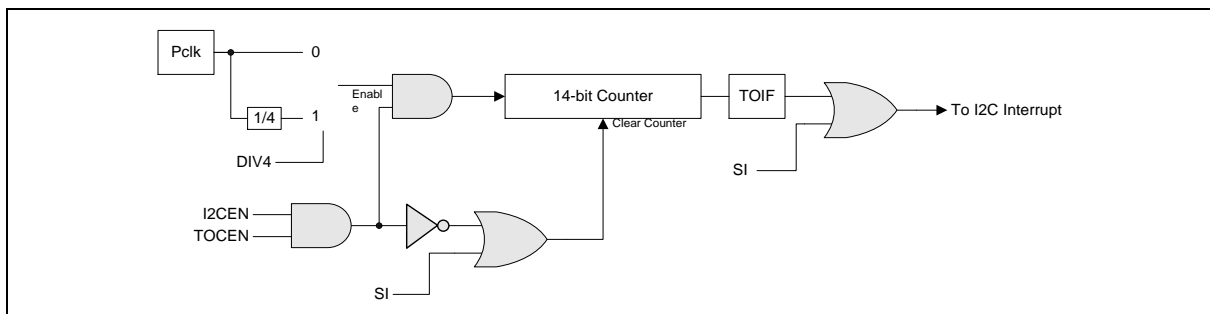 Pclk
0
Enabl
e
14-bit Counter
TOIF
To I2C Interrupt
1/4
1
Clear Counter
DIV4
SI
I2CEN
TOCEN
SI